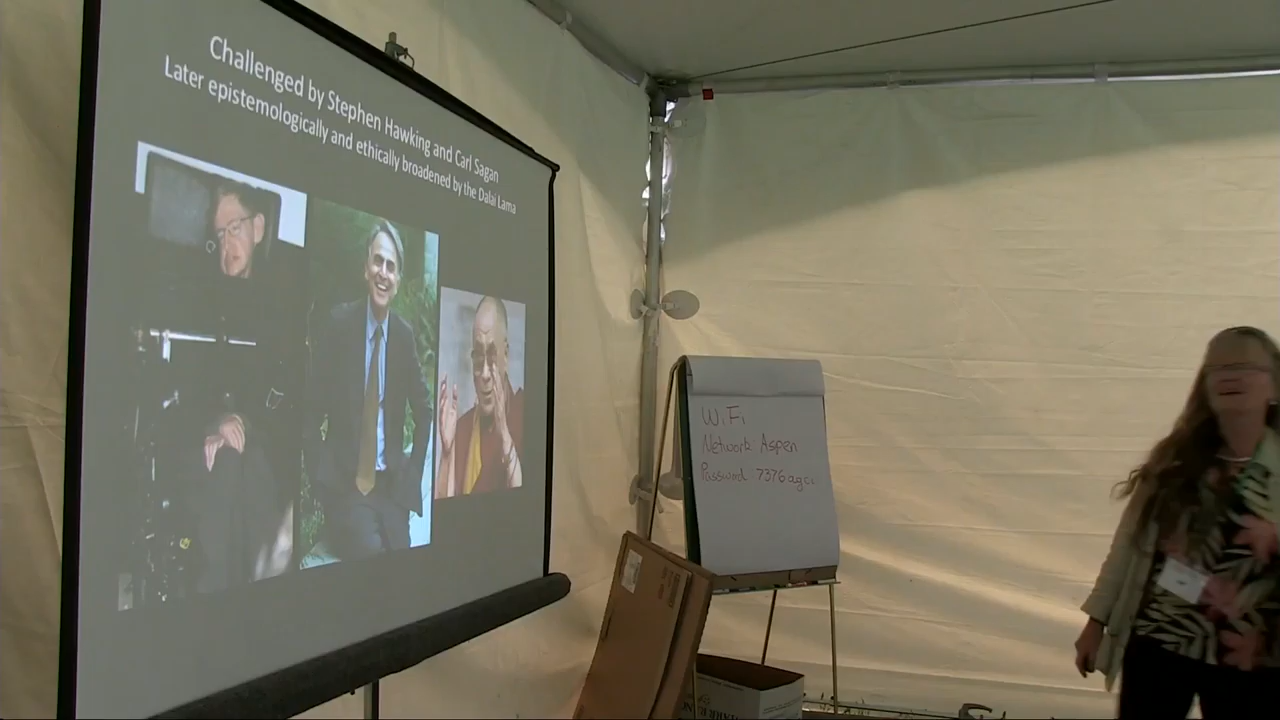 Challenged by Stephen Hawking and Carl Sagan
Later epistemologically and ethically broadened by the Dalai Lama
WiFi
Network Aspen
Password